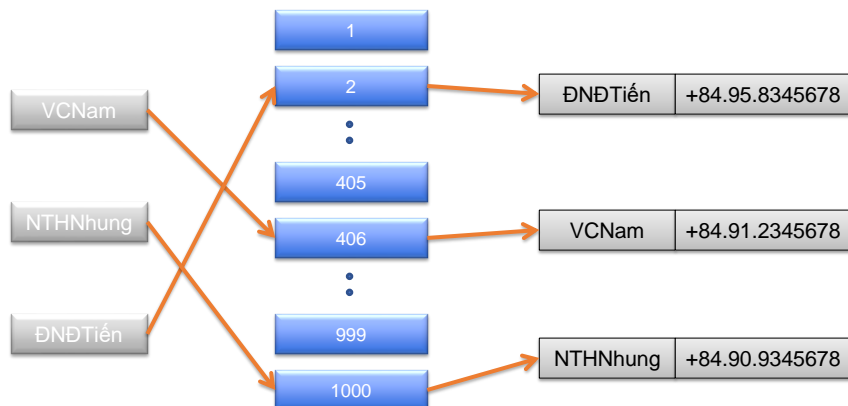 VCNam
NTHNhung
ĐNĐTiến
1
2
405
406
999
1000
ĐNĐTiến +84.95.8345678
VCNam +84.91.2345678
NTHNhung +84.90.9345678